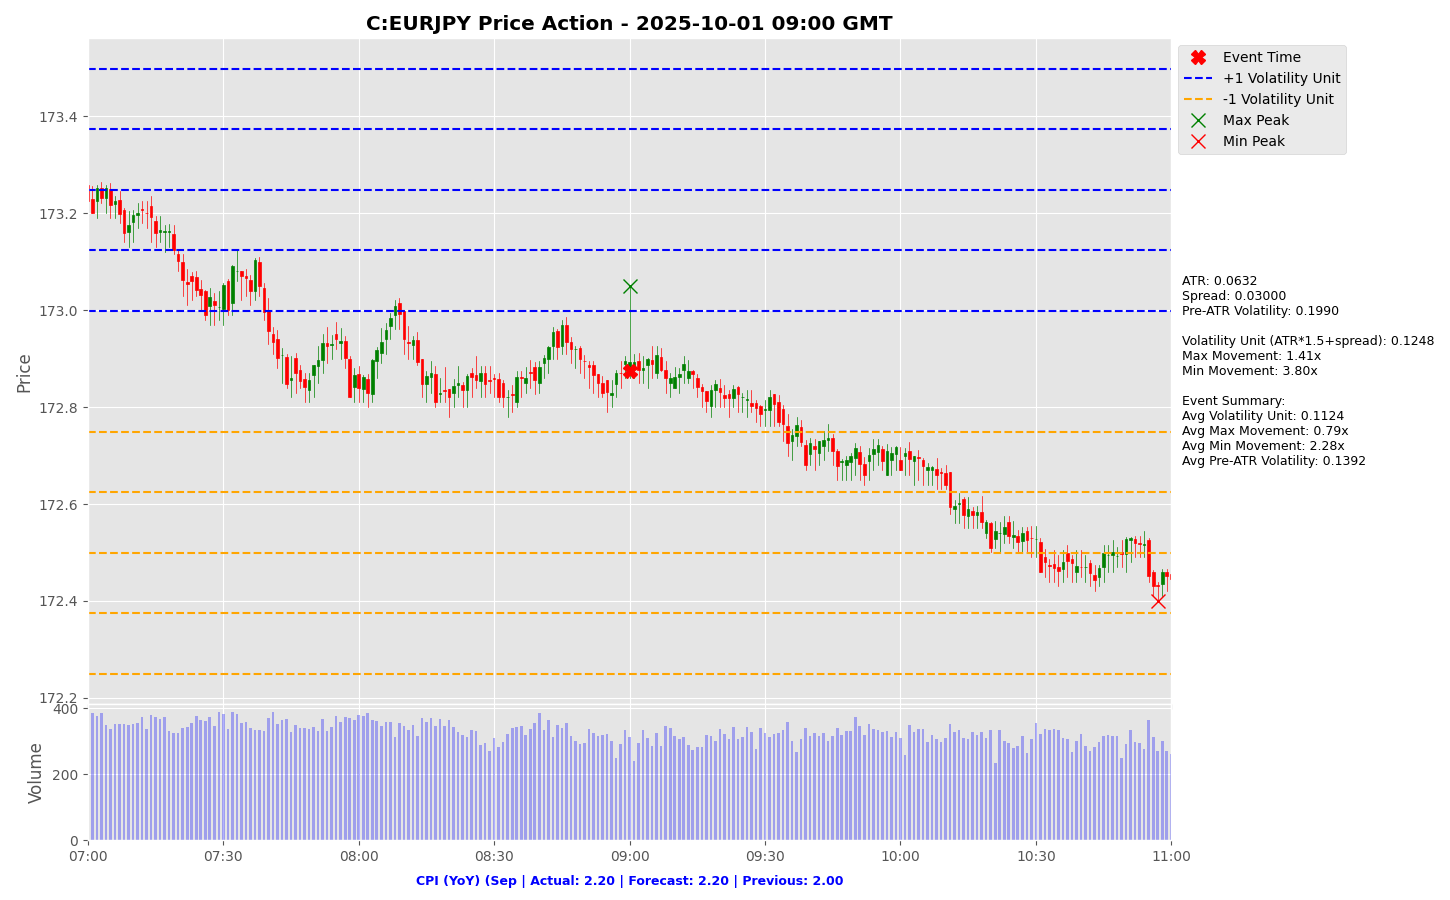 C:EURJPY Price Action - 2025-10-01 09:00 GMT
Event Time
+1 Volatility Unit
-1 Volatility Unit
Max Peak
Min Peak
Price
173.4
173.2
173.0
172.8
172.6
172.4
172.2
ATR: 0.0632
Spread: 0.03000
Pre-ATR Volatility: 0.1990
Volatility Unit (ATR*1.5+spread): 0.1248
Max Movement: 1.41x
Min Movement: 3.80x
Event Summary:
Avg Volatility Unit: 0.1124
Avg Max Movement: 0.79x
Avg Min Movement: 2.28x
Avg Pre-ATR Volatility: 0.1392
Volume
400
200
0
07:00 07:30 08:00 08:30 09:00 09:30 10:00 10:30 11:00
CPI (YoY) (Sep | Actual: 2.20 | Forecast: 2.20 | Previous: 2.00